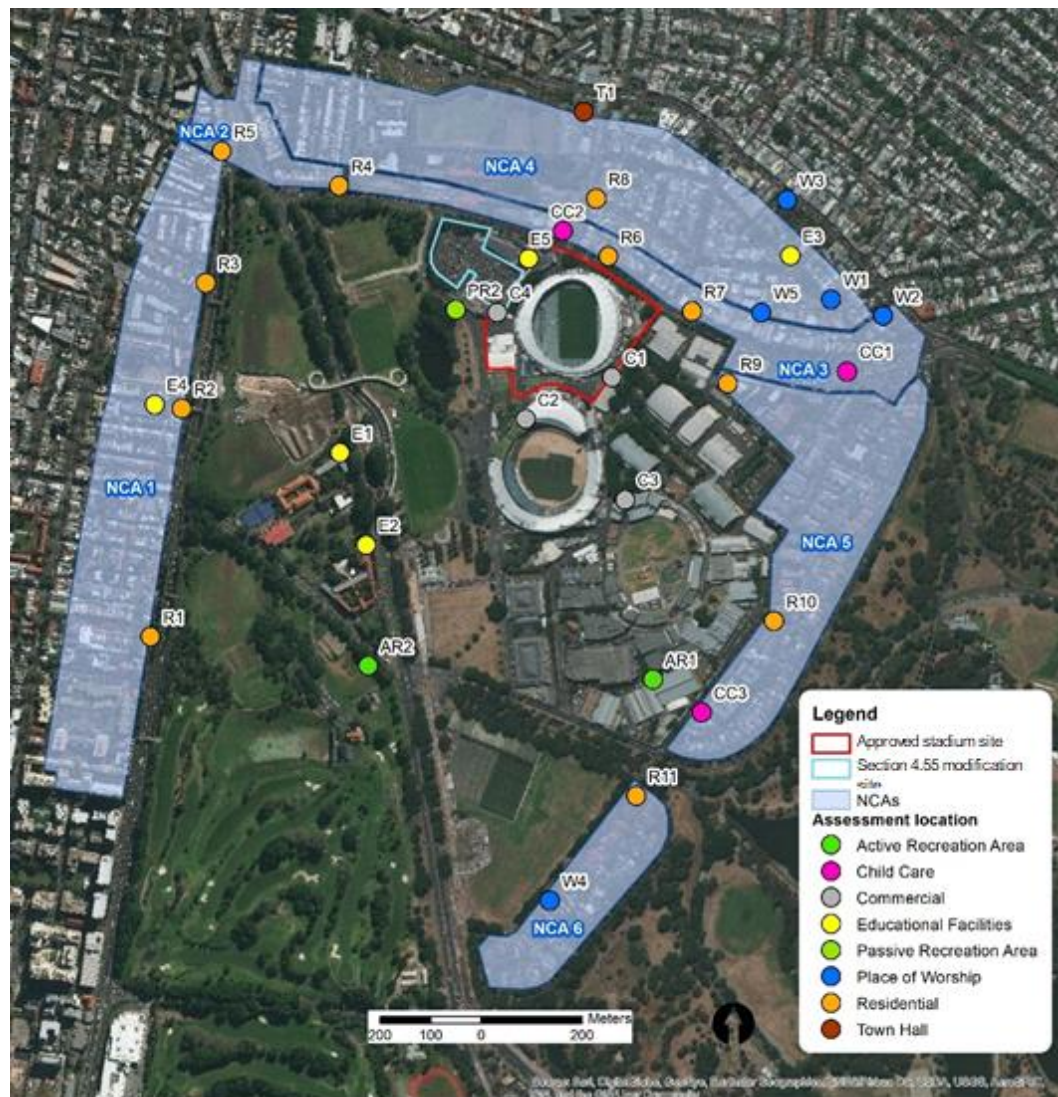 T1
NCA 2
R5
R4
NCA 4
R8
W3
CC2
E5
R6
E3
R3
PR2
C4
R7
W5
W1
W2
C1
R9
NCA 3
CC1
E4
R2
C2
E1
NCA 1
C3
E2
NCA 5
R10
R1
AR2
AR1
CC3
R11
W4
NCA 6
Legend
Approved stadium site
Section 4.55 modification
site
NCAs
Assessment location
Active Recreation Area
Child Care
Commercial
Educational Facilities
Passive Recreation Area
Place of Worship
Residential
Town Hall
Meters
200 100 0 200